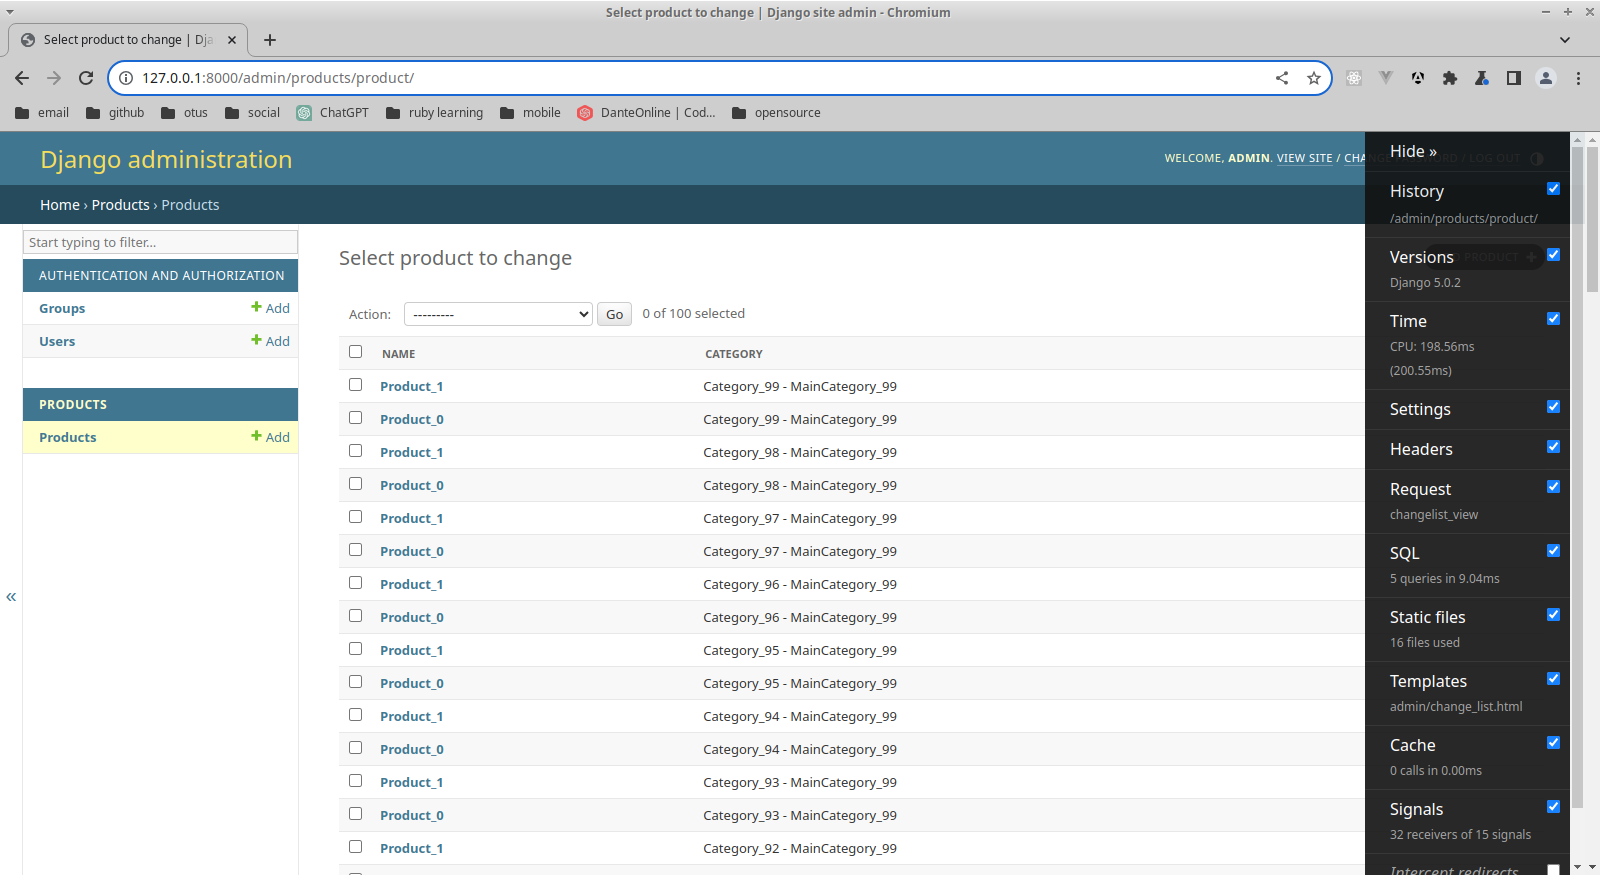 Select product to change | Django site admin - Chromium
Select product to change | Dja
127.0.0.1:8000/admin/products/product/
email github otus social ChatGPT ruby learning mobile DanteOnline | Cod... opensource
Django administration
WELCOME, ADMIN. VIEW SITE / CHANGE PASSWORD / LOG OUT
Home › Products › Products
Start typing to filter...
AUTHENTICATION AND AUTHORIZATION
Groups Add
Users Add
PRODUCTS
Products Add
«
Select product to change
Action: --------- Go 0 of 100 selected
NAME CATEGORY
Product_1 Category_99 - MainCategory_99
Product_0 Category_99 - MainCategory_99
Product_1 Category_98 - MainCategory_99
Product_0 Category_98 - MainCategory_99
Product_1 Category_97 - MainCategory_99
Product_0 Category_97 - MainCategory_99
Product_1 Category_96 - MainCategory_99
Product_0 Category_96 - MainCategory_99
Product_1 Category_95 - MainCategory_99
Product_0 Category_95 - MainCategory_99
Product_1 Category_94 - MainCategory_99
Product_0 Category_94 - MainCategory_99
Product_1 Category_93 - MainCategory_99
Product_0 Category_93 - MainCategory_99
Product_1 Category_92 - MainCategory_99
Hide »
History
/admin/products/product/
Versions
PRODUCT +
Django 5.0.2
Time
CPU: 198.56ms
(200.55ms)
Settings
Headers
Request
changelist_view
SQL
5 queries in 9.04ms
Static files
16 files used
Templates
admin/change_list.html
Cache
0 calls in 0.00ms
Signals
32 receivers of 15 signals
Intercept redirects